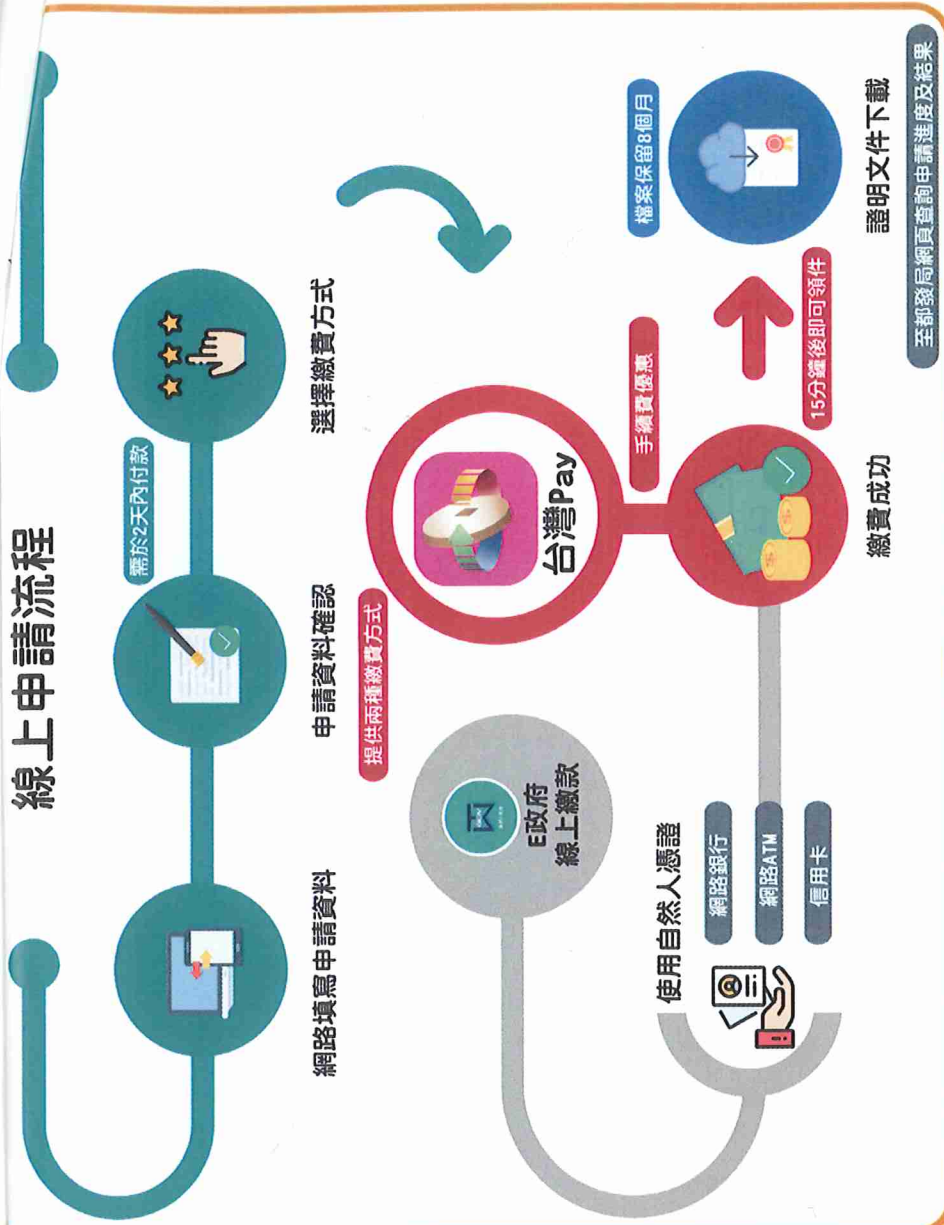 線上申請流程
網路填寫申請資料
申請資料確認
需於2天內付款
選擇繳費方式
提供兩種繳費方式
E政府
線上繳款
台灣Pay
手續費優惠
使用自然人憑證
網路銀行
網路ATM
信用卡
繳費成功
15分鐘後即可領件
檔案保留8個月
證明文件下載
至都發局網頁查詢申請進度及結果